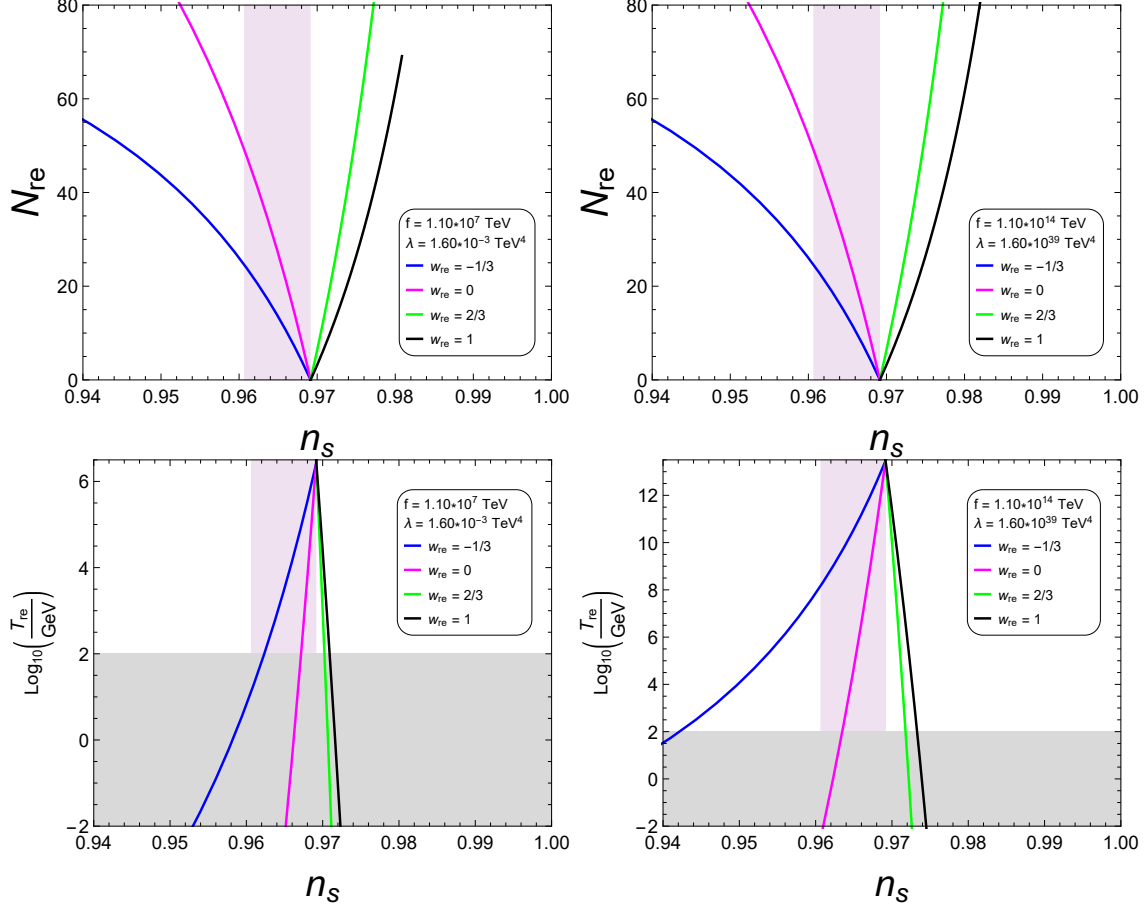 80
60
40
20
0
N_re
f = 1.10*10^7 TeV
λ = 1.60*10^-3 TeV^4
w_re = -1/3
w_re = 0
w_re = 2/3
w_re = 1
0.94 0.95 0.96 0.97 0.98 0.99 1.00
n_s
80
60
40
20
0
N_re
f = 1.10*10^14 TeV
λ = 1.60*10^39 TeV^4
w_re = -1/3
w_re = 0
w_re = 2/3
w_re = 1
0.94 0.95 0.96 0.97 0.98 0.99 1.00
n_s
6
4
2
0
-2
Log_10(T_re/GeV)
f = 1.10*10^7 TeV
λ = 1.60*10^-3 TeV^4
w_re = -1/3
w_re = 0
w_re = 2/3
w_re = 1
0.94 0.95 0.96 0.97 0.98 0.99 1.00
n_s
12
10
8
6
4
2
0
-2
Log_10(T_re/GeV)
f = 1.10*10^14 TeV
λ = 1.60*10^39 TeV^4
w_re = -1/3
w_re = 0
w_re = 2/3
w_re = 1
0.94 0.95 0.96 0.97 0.98 0.99 1.00
n_s